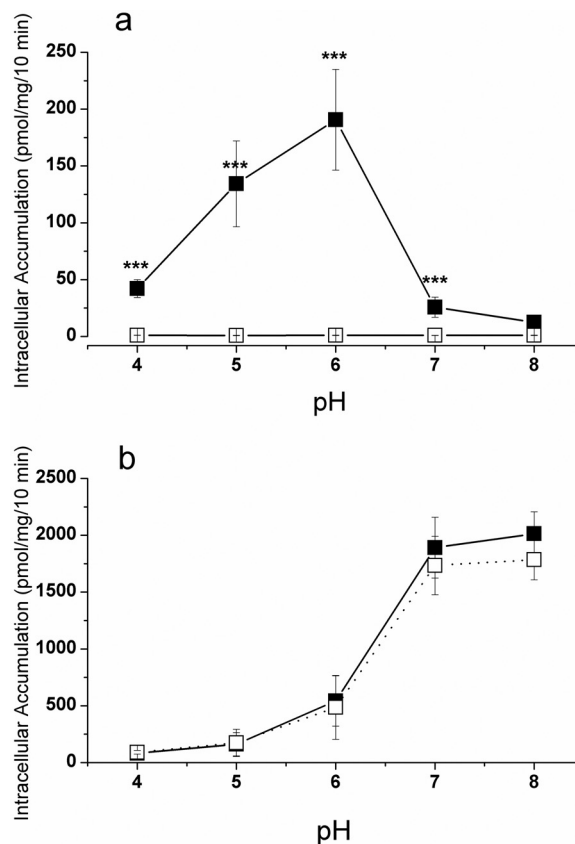 a
Intracellular Accumulation (pmol/mg/10 min)
250
200
150
100
50
0
***
***
***
***
4 5 6 7 8
pH
b
Intracellular Accumulation (pmol/mg/10 min)
2500
2000
1500
1000
500
0
4 5 6 7 8
pH